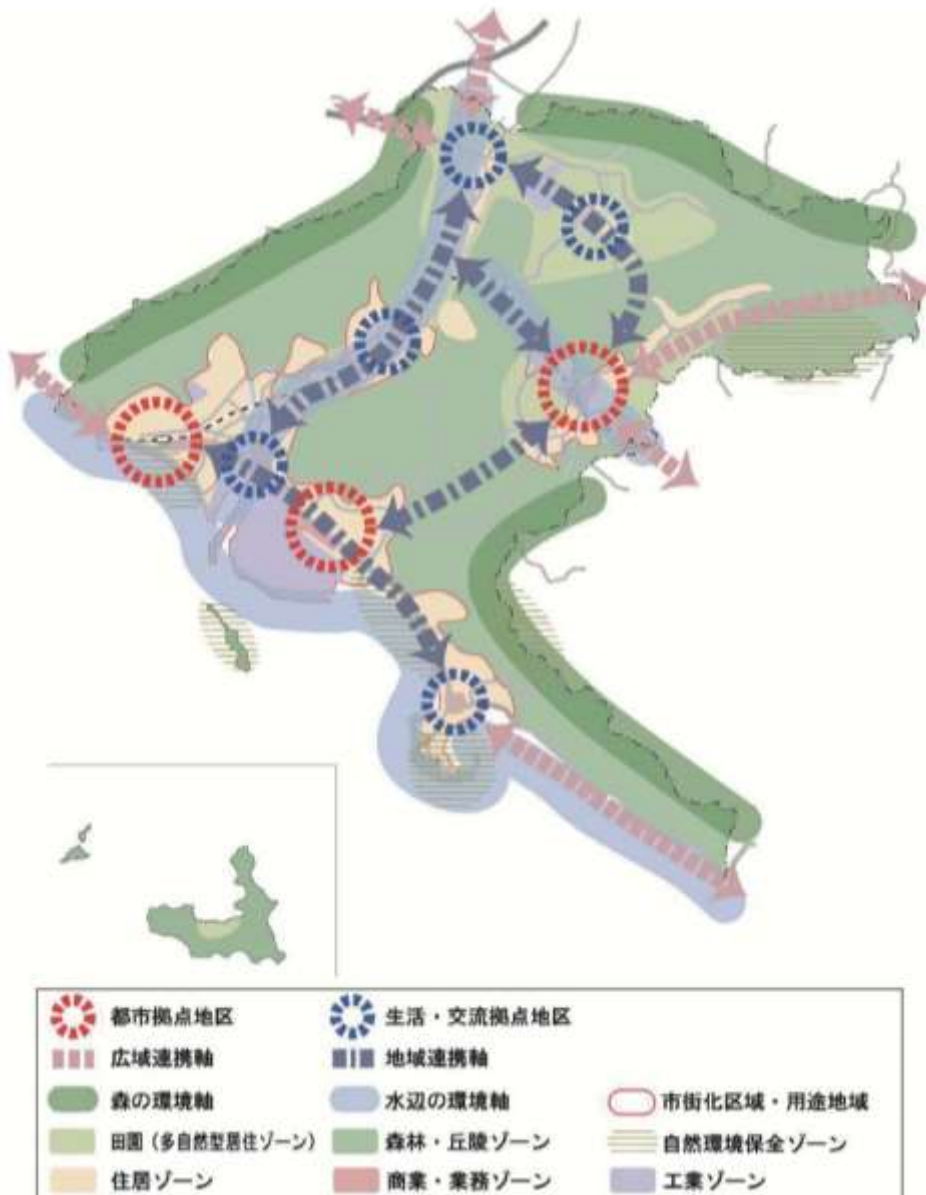 都市拠点地区
生活・交流拠点地区
広域連携軸
地域連携軸
森の環境軸
水辺の環境軸
市街化区域・用途地域
田園(多自然型居住ゾーン)
森林・丘陵ゾーン
自然環境保全ゾーン
住居ゾーン
商業・業務ゾーン
工業ゾーン